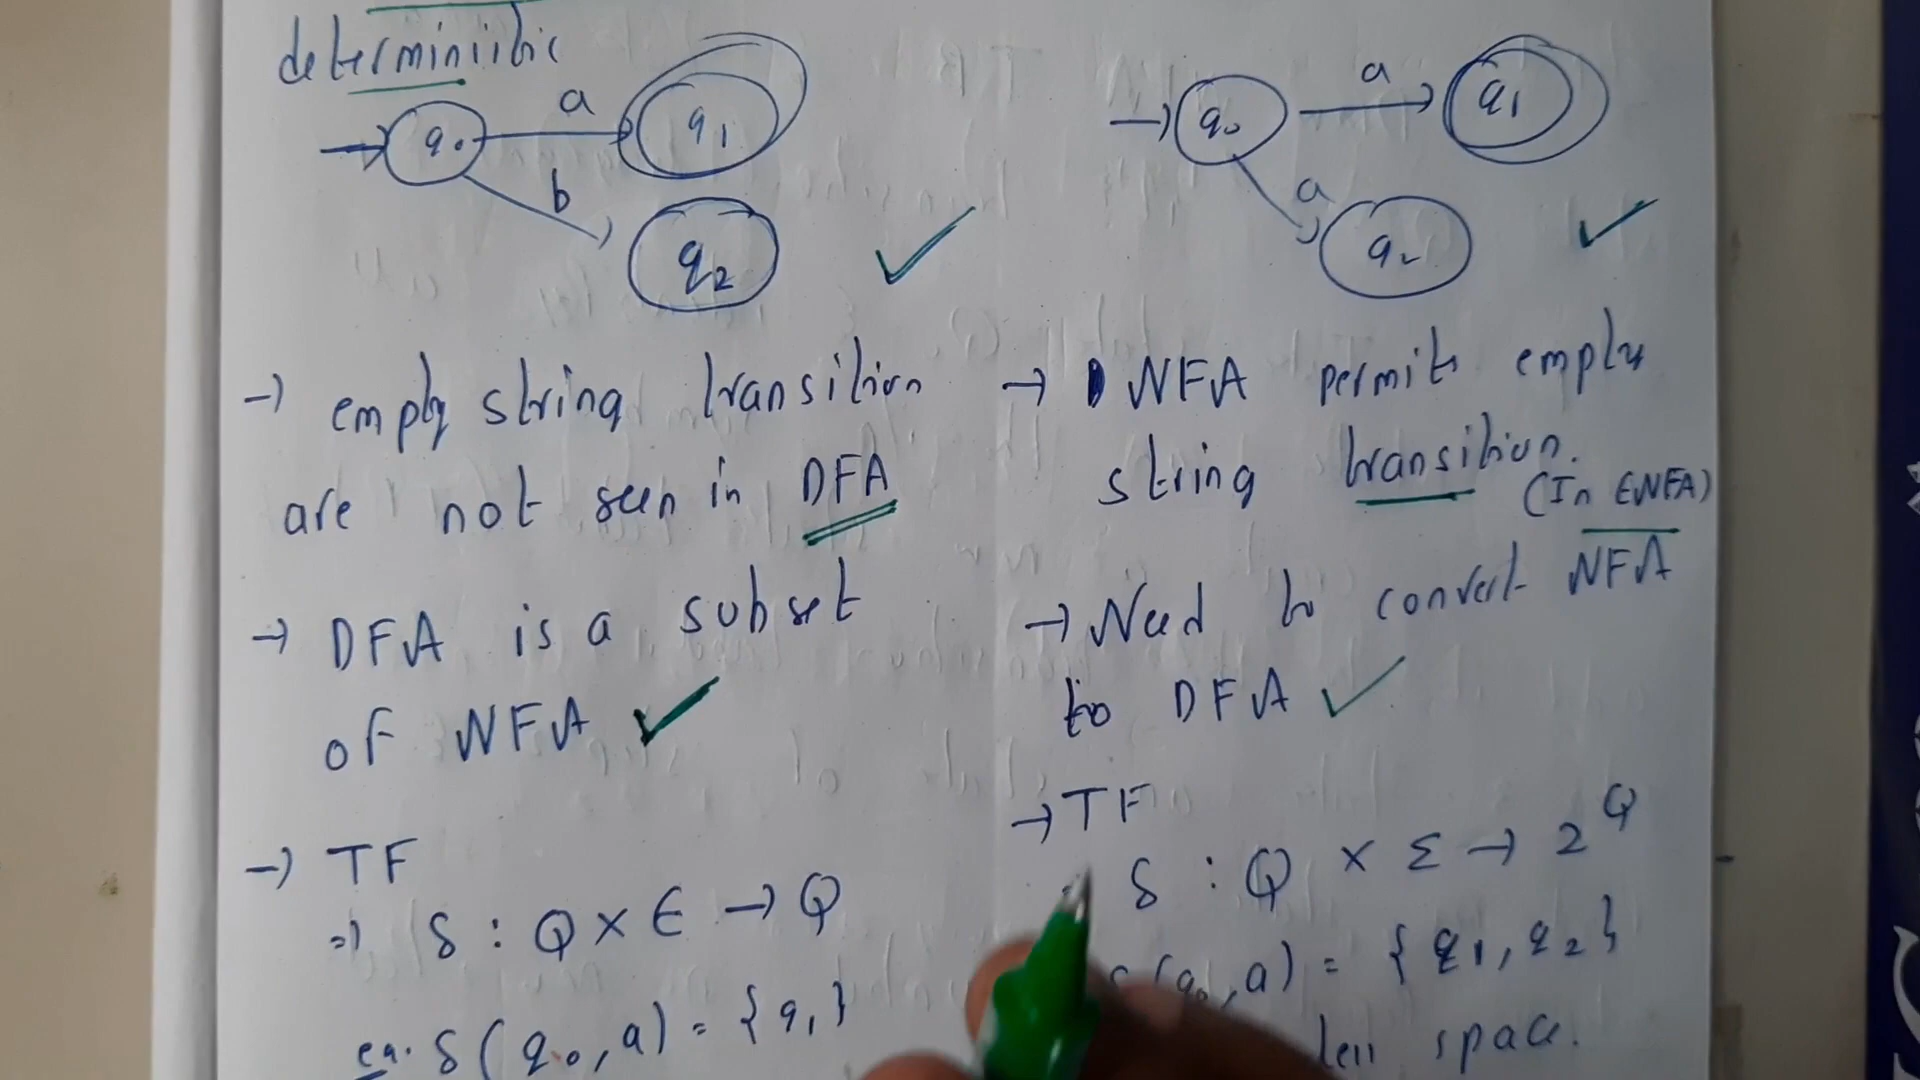 deterministic
q0 a q1
b
q2
→ empty string transition
are not seen in DFA
→ DFA is a subset
of NFA ✓
→ TF
⇒ δ : Q × Є → Q
eg. δ(q0, a) = {q1}
q0 a q1
a
q2
→ NFA permits empty
string transition.
(In ЄNFA)
→ Need to convert NFA
to DFA ✓
→ TF
δ : Q × Σ → 2^Q
(q0, a) = {q1, q2}
less space.